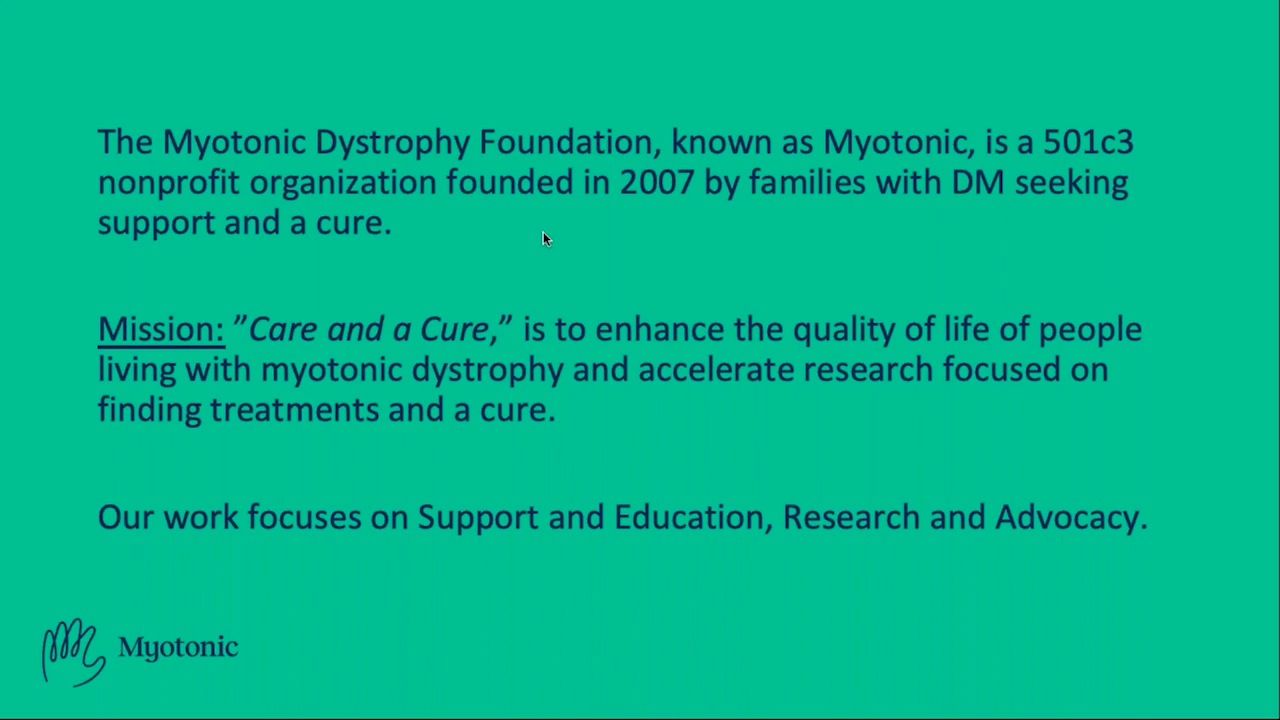 The Myotonic Dystrophy Foundation, known as Myotonic, is a 501c3
nonprofit organization founded in 2007 by families with DM seeking
support and a cure.
Mission: ”Care and a Cure,” is to enhance the quality of life of people
living with myotonic dystrophy and accelerate research focused on
finding treatments and a cure.
Our work focuses on Support and Education, Research and Advocacy.
Myotonic